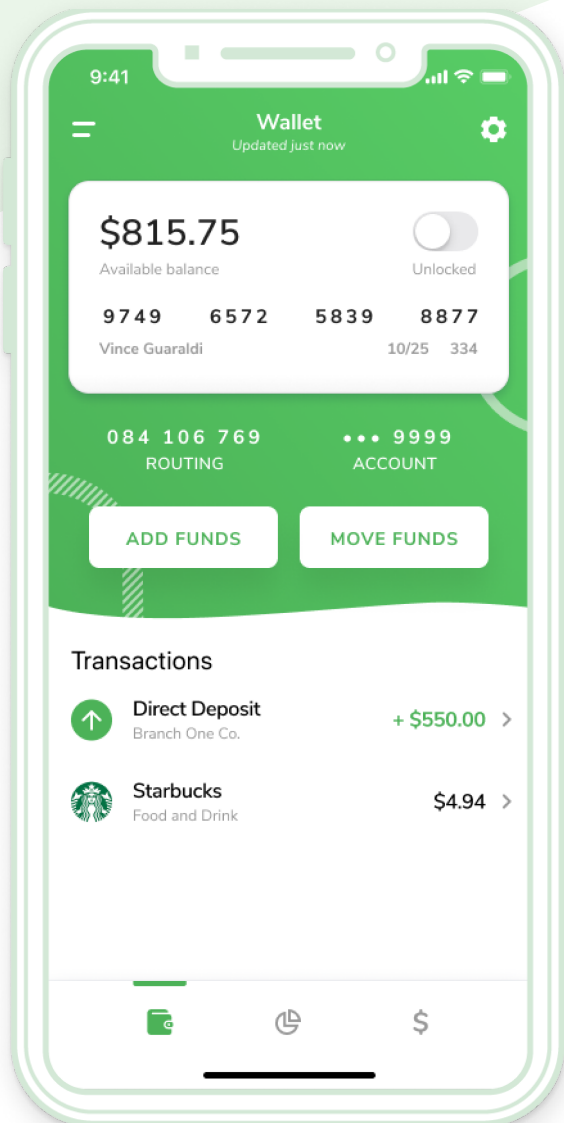 9:41
Wallet
Updated just now
$815.75
Available balance Unlocked
9749 6572 5839 8877
Vince Guaraldi 10/25 334
084 106 769 ••• 9999
ROUTING ACCOUNT
ADD FUNDS MOVE FUNDS
Transactions
Direct Deposit + $550.00
Branch One Co.
Starbucks $4.94
Food and Drink
$